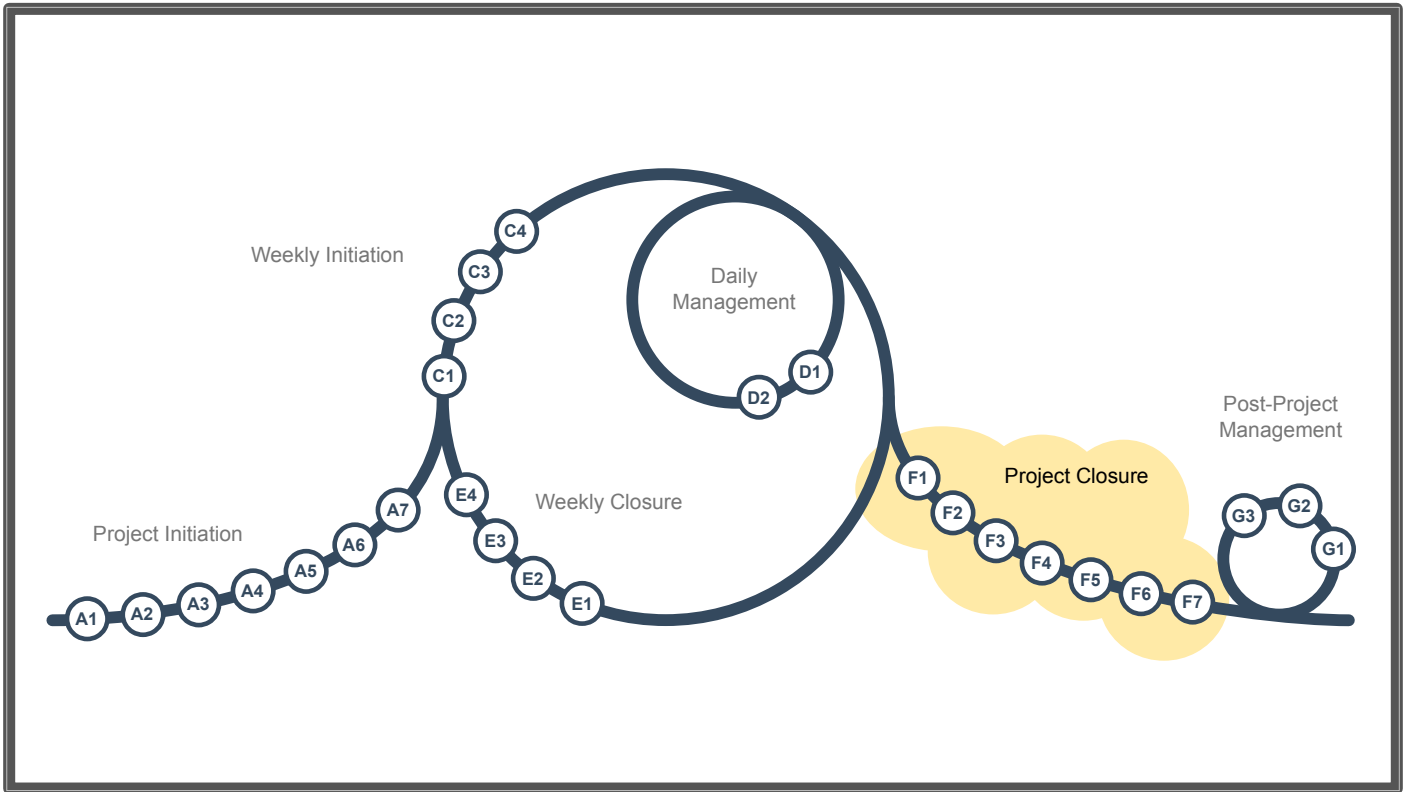 Project Initiation
A1
A2
A3
A4
A5
A6
A7
Weekly Initiation
C1
C2
C3
C4
Daily
Management
D1
D2
Weekly Closure
E1
E2
E3
E4
Project Closure
F1
F2
F3
F4
F5
F6
F7
Post-Project
Management
G1
G2
G3